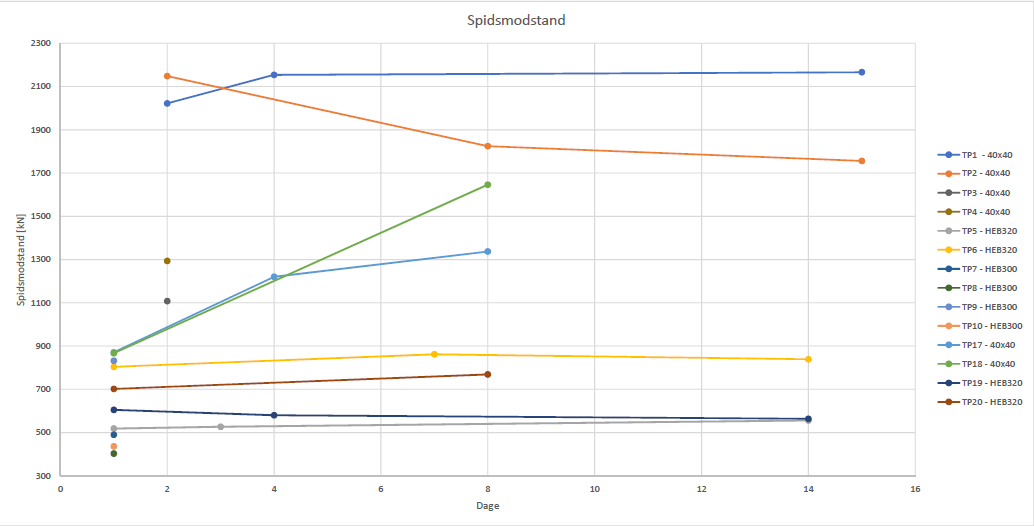 Spidsmodstand
2300
2100
1900
1700
1500
1300
1100
900
700
500
300
Spidsmodstand [kN]
0 2 4 6 8 10 12 14 16
Dage
TP1 - 40x40
TP2 - 40x40
TP3 - 40x40
TP4 - 40x40
TP5 - HEB320
TP6 - HEB320
TP7 - HEB300
TP8 - HEB300
TP9 - HEB300
TP10 - HEB300
TP17 - 40x40
TP18 - 40x40
TP19 - HEB320
TP20 - HEB320